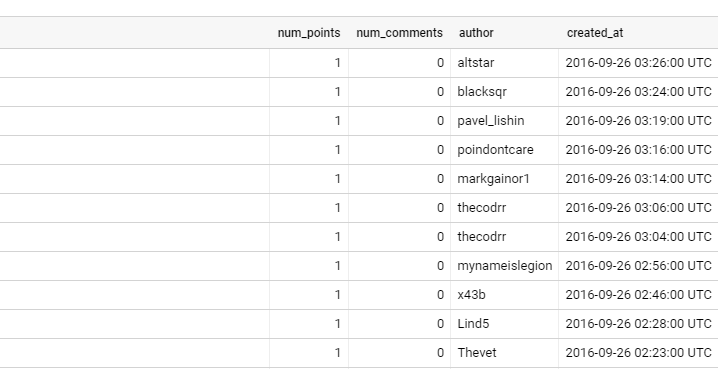 num_points num_comments author created_at
1 0 altstar 2016-09-26 03:26:00 UTC
1 0 blacksqr 2016-09-26 03:24:00 UTC
1 0 pavel_lishin 2016-09-26 03:19:00 UTC
1 0 poindontcare 2016-09-26 03:16:00 UTC
1 0 markgainor1 2016-09-26 03:14:00 UTC
1 0 thecodrr 2016-09-26 03:06:00 UTC
1 0 thecodrr 2016-09-26 03:04:00 UTC
1 0 mynameislegion 2016-09-26 02:56:00 UTC
1 0 x43b 2016-09-26 02:46:00 UTC
1 0 Lind5 2016-09-26 02:28:00 UTC
1 0 Thevet 2016-09-26 02:23:00 UTC